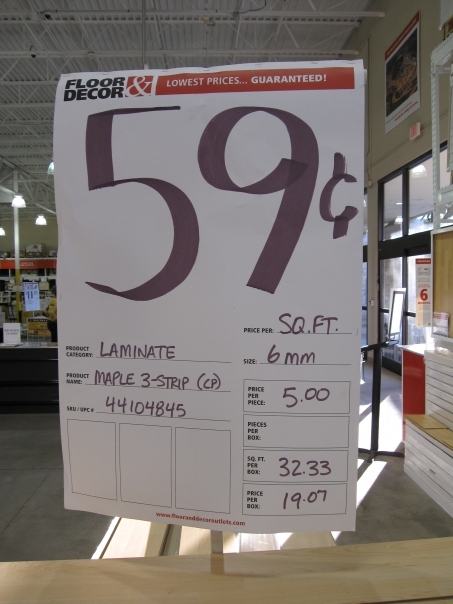 FLOOR & DECOR
LOWEST PRICES... GUARANTEED!
59¢
PRICE PER: SQ.FT.
PRODUCT CATEGORY: LAMINATE
SIZE: 6mm
PRODUCT NAME: MAPLE 3-STRIP (CP)
SKU / UPC # 44104845
PRICE PER PIECE: 5.00
PIECES PER BOX:
SQ. FT. PER BOX: 32.33
PRICE PER BOX: 19.07
www.flooranddecoroutlets.com
6